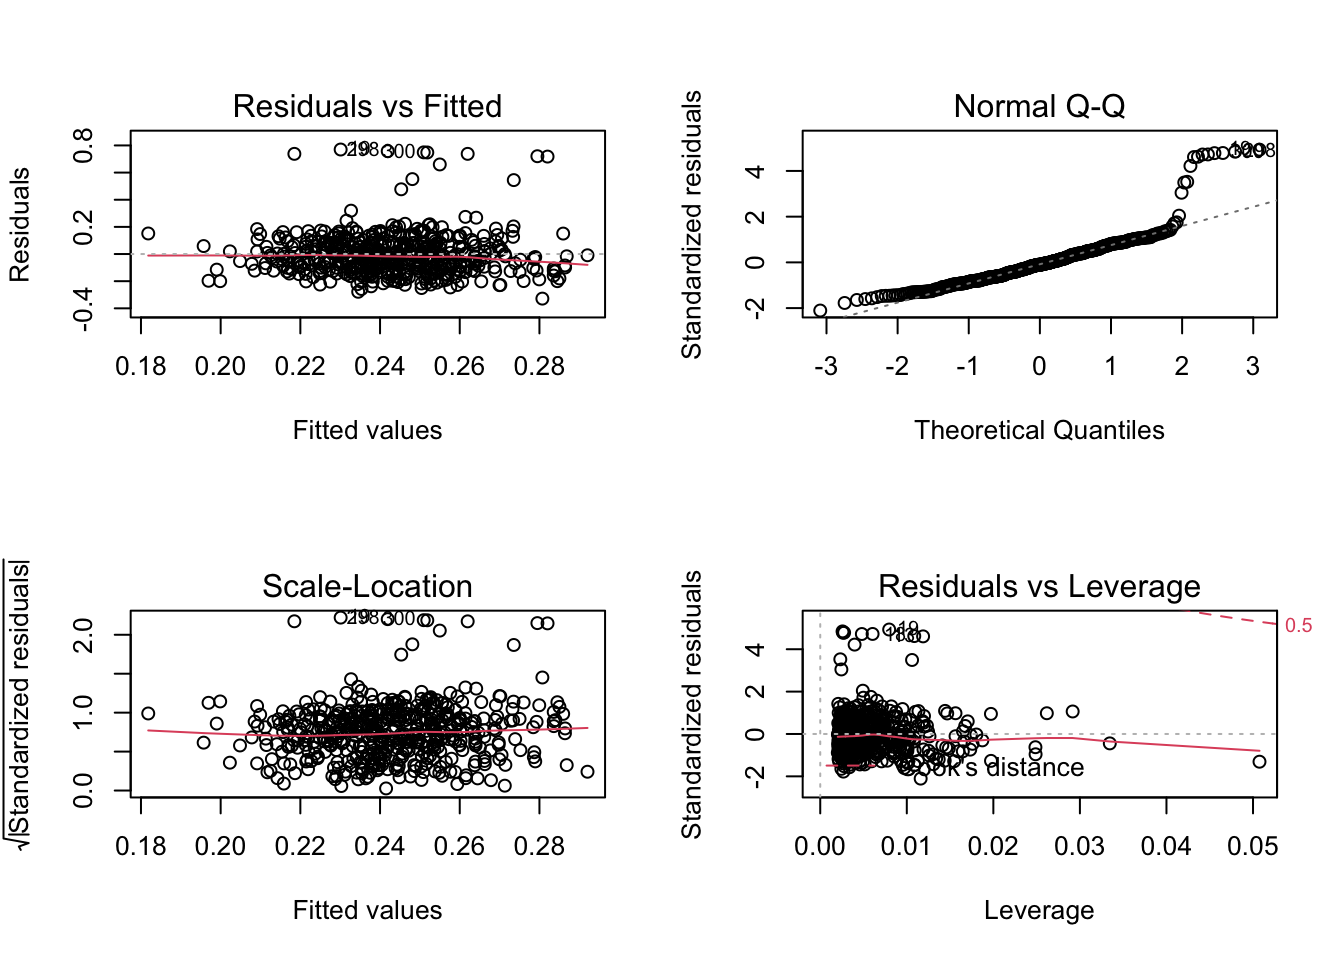 Residuals vs Fitted
Residuals
0.8
0.2
-0.4
0.18 0.20 0.22 0.24 0.26 0.28
Fitted values
300
Normal Q-Q
Standardized residuals
4
2
0
-2
-3 -2 -1 0 1 2 3
Theoretical Quantiles
Scale-Location
√|Standardized residuals|
2.0
1.0
0.0
0.18 0.20 0.22 0.24 0.26 0.28
Fitted values
300
Residuals vs Leverage
Standardized residuals
4
2
0
-2
0.00 0.01 0.02 0.03 0.04 0.05
Leverage
0.5
distance